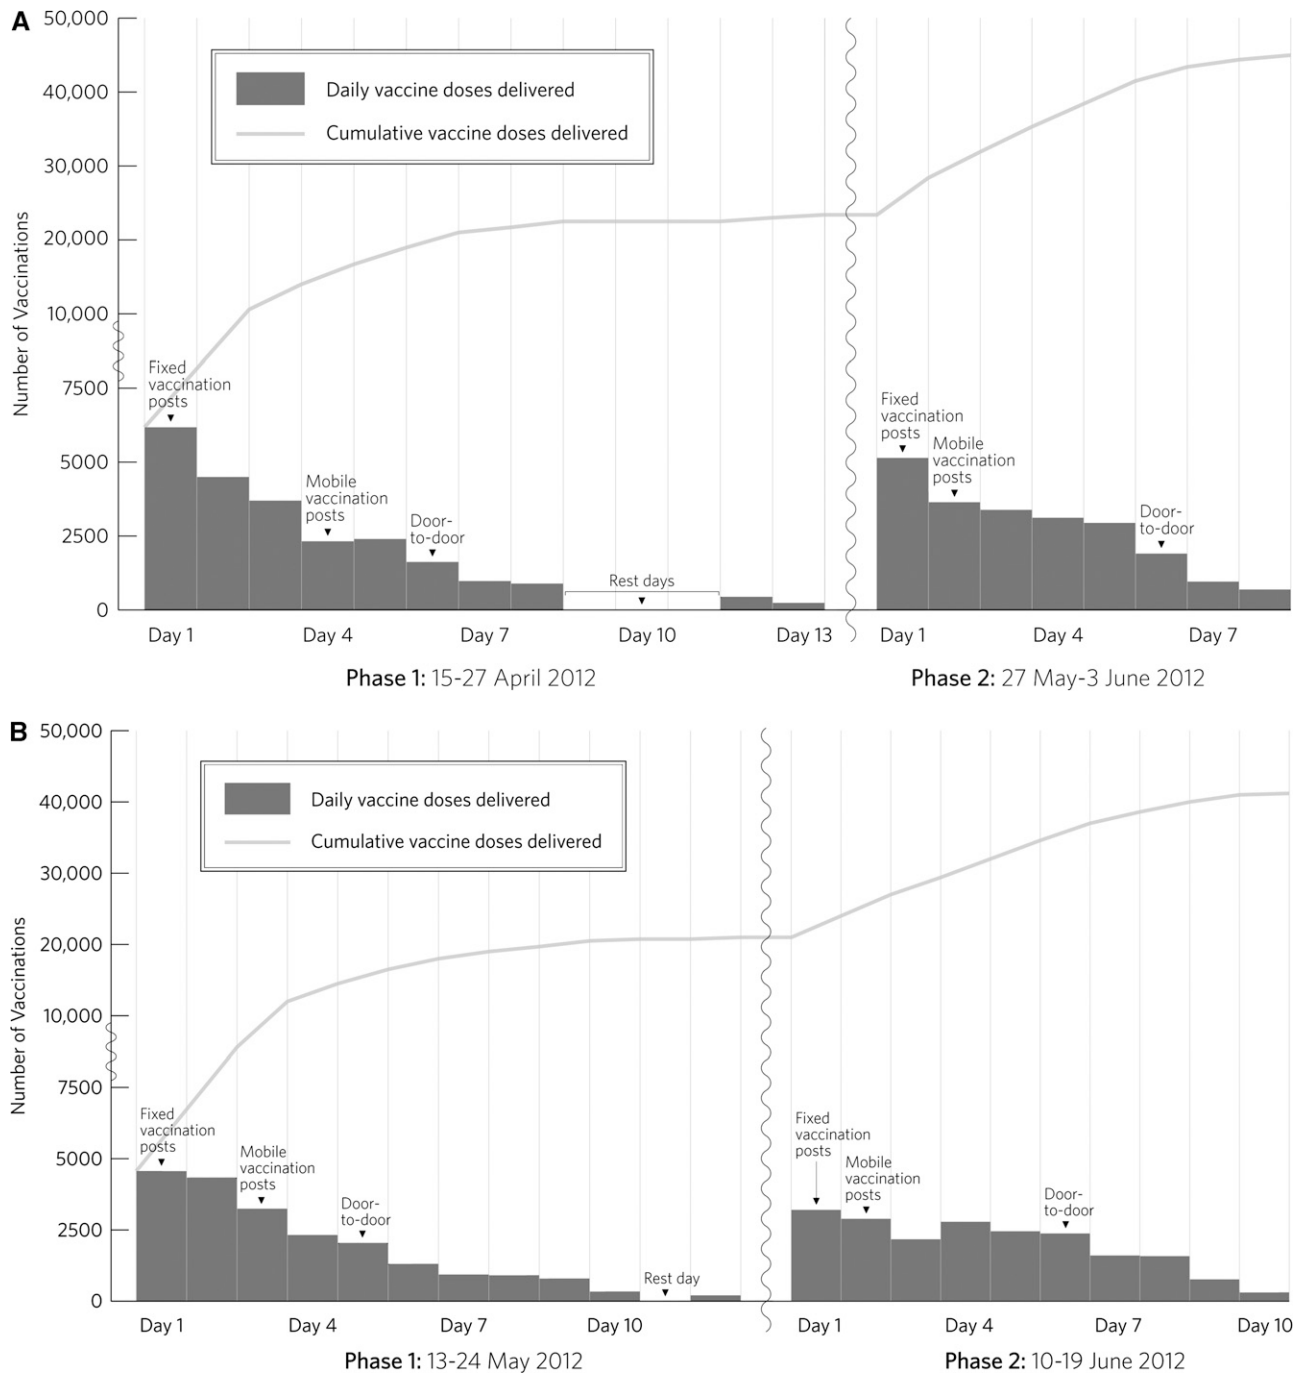 A
50,000
40,000
30,000
20,000
10,000
7500
5000
2500
0
Number of Vaccinations
Daily vaccine doses delivered
Cumulative vaccine doses delivered
Fixed
vaccination
posts
Mobile
vaccination
posts
Door-
to-door
Rest days
Fixed
vaccination
posts
Mobile
vaccination
posts
Door-
to-door
Day 1 Day 4 Day 7 Day 10 Day 13 Day 1 Day 4 Day 7
Phase 1: 15-27 April 2012 Phase 2: 27 May-3 June 2012
B
50,000
40,000
30,000
20,000
10,000
7500
5000
2500
0
Number of Vaccinations
Daily vaccine doses delivered
Cumulative vaccine doses delivered
Fixed
vaccination
posts
Mobile
vaccination
posts
Door-
to-door
Rest day
Fixed
vaccination
posts
Mobile
vaccination
posts
Door-
to-door
Day 1 Day 4 Day 7 Day 10 Day 1 Day 4 Day 7 Day 10
Phase 1: 13-24 May 2012 Phase 2: 10-19 June 2012